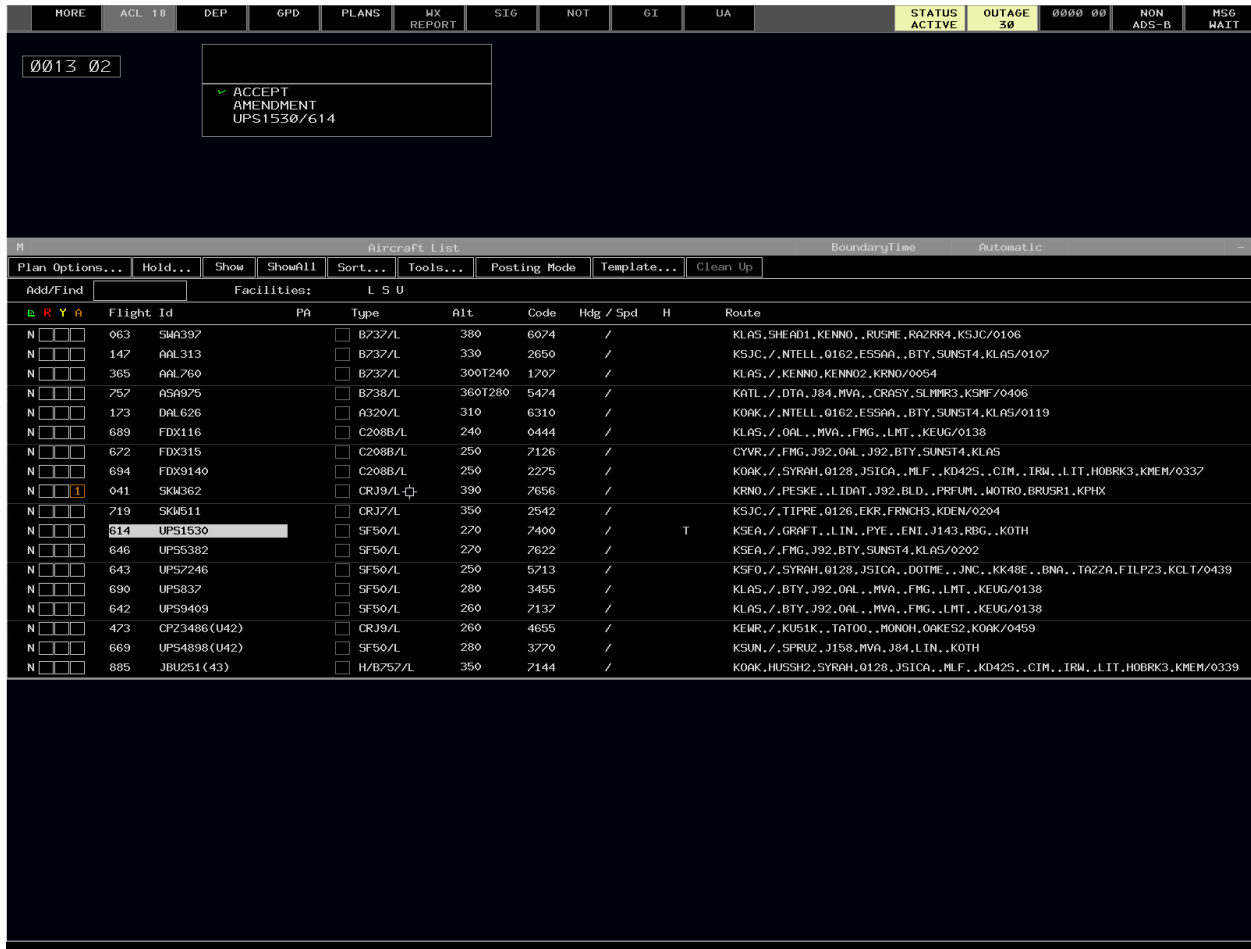 MORE ACL 18 DEP GPD PLANS WX REPORT SIG NOT GI UA STATUS ACTIVE OUTAGE 30 0000 00 NON ADS-B MSG WAIT
0013 02
✓ ACCEPT
AMENDMENT
UPS1530/614
M Aircraft List BoundaryTime Automatic –
Plan Options... Hold... Show ShowAll Sort... Tools... Posting Mode Template... Clean Up
Add/Find Facilities: L S U
R Y A Flight Id PA Type Alt Code Hdg / Spd H Route
N 063 SWA397 B737/L 380 6074 / KLAS.SHEAD1.KENNO..RUSME.RAZRR4.KSJC/0106
N 147 AAL313 B737/L 330 2650 / KSJC./.NTELL.Q162.ESSAA..BTY.SUNST4.KLAS/0107
N 365 AAL760 B737/L 300T240 1707 / KLAS./.KENNO.KENNO2.KRNO/0054
N 757 ASA975 B738/L 360T280 5474 / KATL./.DTA.J84.MVA..CRASY.SLMMR3.KSMF/0406
N 173 DAL626 A320/L 310 6310 / KOAK./.NTELL.Q162.ESSAA..BTY.SUNST4.KLAS/0119
N 689 FDX116 C208B/L 240 0444 / KLAS./.OAL..MVA..FMG..LMT..KEUG/0138
N 672 FDX315 C208B/L 250 7126 / CYVR./.FMG.J92.OAL.J92.BTY.SUNST4.KLAS
N 694 FDX9140 C208B/L 250 2275 / KOAK./.SYRAH.Q128.JSICA..MLF..KD42S..CIM..IRW..LIT.HOBRK3.KMEM/0337
N 1 041 SKW362 CRJ9/L 390 7656 / KRNO./.PESKE..LIDAT.J92.BLD..PRFUM..WOTRO.BRUSR1.KPHX
N 719 SKW511 CRJ7/L 350 2542 / KSJC./.TIPRE.Q126.EKR.FRNCH3.KDEN/0204
N 614 UPS1530 SF50/L 270 7400 / T KSEA./.GRAFT..LIN..PYE..ENI.J143.RBG..KOTH
N 646 UPS5382 SF50/L 270 7622 / KSEA./.FMG.J92.BTY.SUNST4.KLAS/0202
N 643 UPS7246 SF50/L 250 5713 / KSFO./.SYRAH.Q128.JSICA..DOTME..JNC..KK48E..BNA..TAZZA.FILPZ3.KCLT/0439
N 690 UPS837 SF50/L 280 3455 / KLAS./.BTY.J92.OAL..MVA..FMG..LMT..KEUG/0138
N 642 UPS9409 SF50/L 260 7137 / KLAS./.BTY.J92.OAL..MVA..FMG..LMT..KEUG/0138
N 473 CPZ3486(U42) CRJ9/L 260 4655 / KEWR./.KU51K..TATOO..MONOH.OAKES2.KOAK/0459
N 669 UPS4898(U42) SF50/L 280 3770 / KSUN./.SPRUZ.J158.MVA.J84.LIN..KOTH
N 885 JBU251(43) H/B757/L 350 7144 / KOAK.HUSSH2.SYRAH.Q128.JSICA..MLF..KD42S..CIM..IRW..LIT.HOBRK3.KMEM/0339